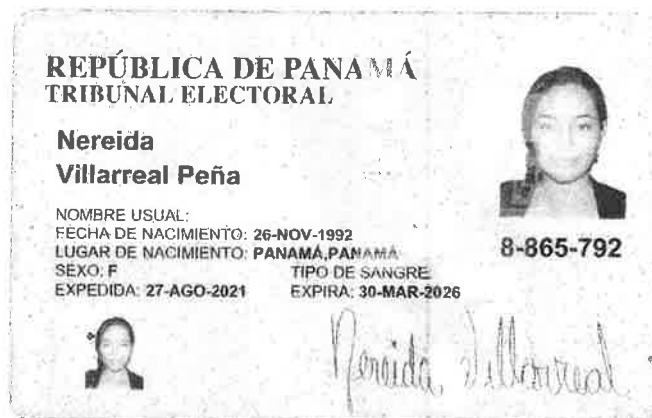 REPÚBLICA DE PANAMÁ
TRIBUNAL ELECTORAL
Nereida
Villarreal Peña
NOMBRE USUAL:
FECHA DE NACIMIENTO: 26-NOV-1992
LUGAR DE NACIMIENTO: PANAMÁ,PANAMÁ
SEXO: F TIPO DE SANGRE:
EXPEDIDA: 27-AGO-2021 EXPIRA: 30-MAR-2026
8-865-792
Nereida Villarreal